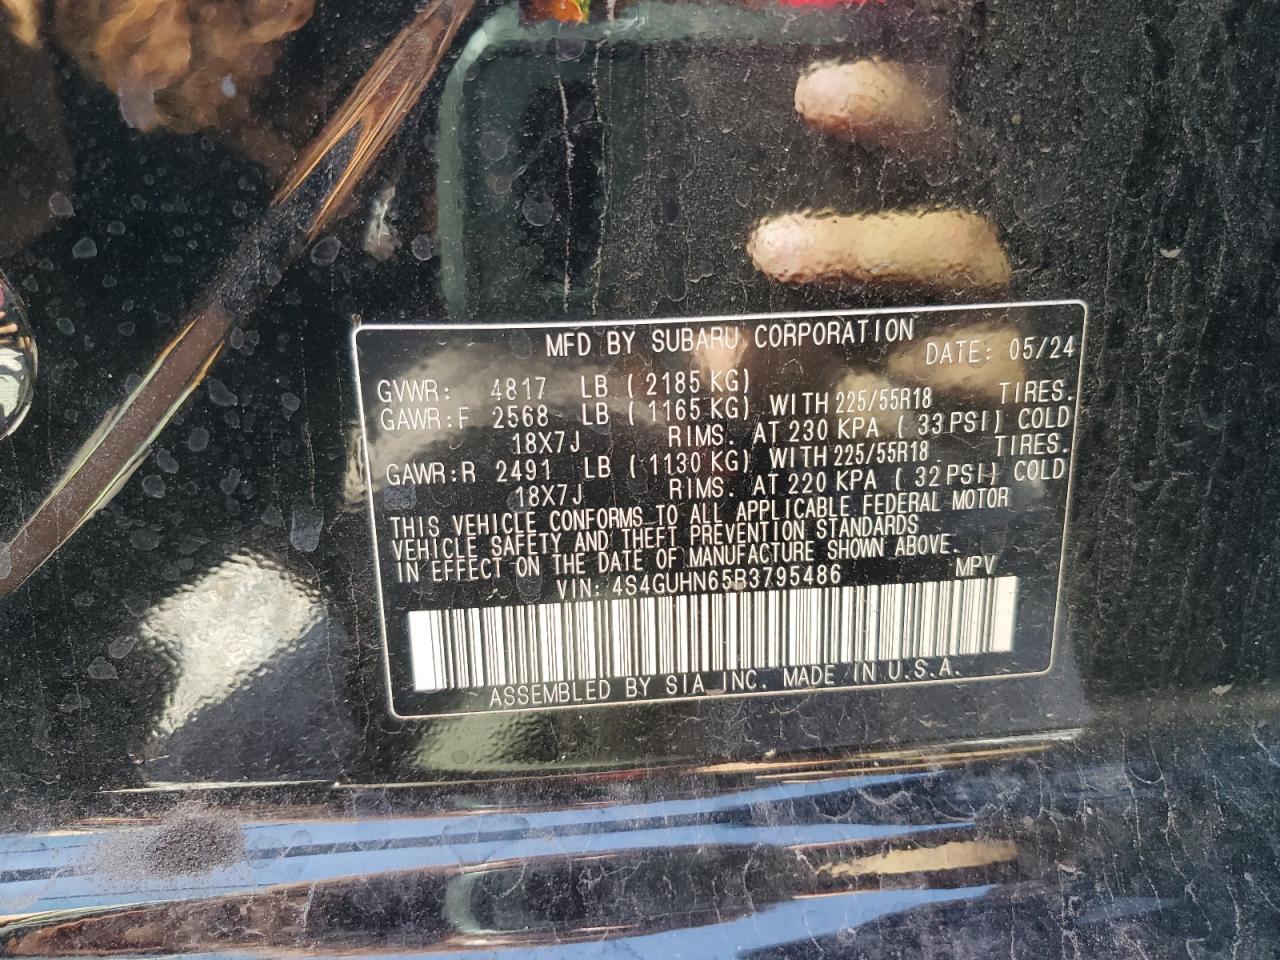 MFD BY SUBARU CORPORATION
DATE: 05/24
GVWR: 4817 LB ( 2185 KG)
GAWR:F 2568 LB ( 1165 KG) WITH 225/55R18 TIRES.
18X7J RIMS. AT 230 KPA ( 33 PSI) COLD
GAWR:R 2491 LB ( 1130 KG) WITH 225/55R18 TIRES.
18X7J RIMS. AT 220 KPA ( 32 PSI) COLD
THIS VEHICLE CONFORMS TO ALL APPLICABLE FEDERAL MOTOR
VEHICLE SAFETY AND THEFT PREVENTION STANDARDS
IN EFFECT ON THE DATE OF MANUFACTURE SHOWN ABOVE.
VIN: 4S4GUHN65R3795486 MPV
ASSEMBLED BY SIA INC. MADE IN U.S.A.